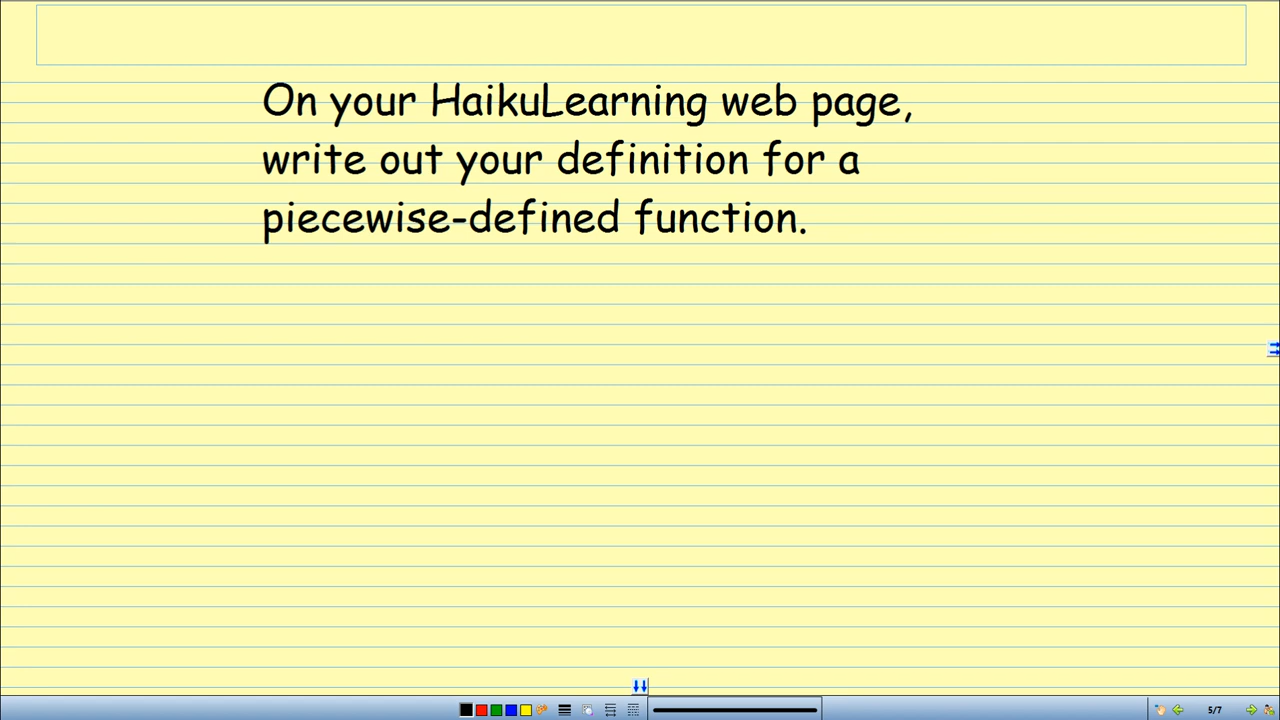 On your HaikuLearning web page,
write out your definition for a
piecewise-defined function.
5/7